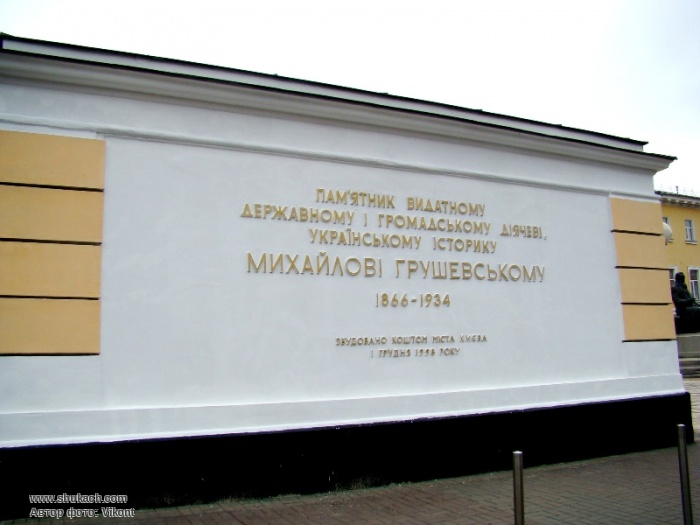 ПАМ'ЯТНИК ВИДАТНОМУ
ДЕРЖАВНОМУ І ГРОМАДСЬКОМУ ДІЯЧЕВІ,
УКРАЇНСЬКОМУ ІСТОРИКУ
МИХАЙЛОВІ ГРУШЕВСЬКОМУ
1866-1934
ЗБУДОВАНО КОШТОМ МІСТА КИЄВА
1 ГРУДНЯ 1998 РОКУ
www.shukach.com
Автор фото: Vikont